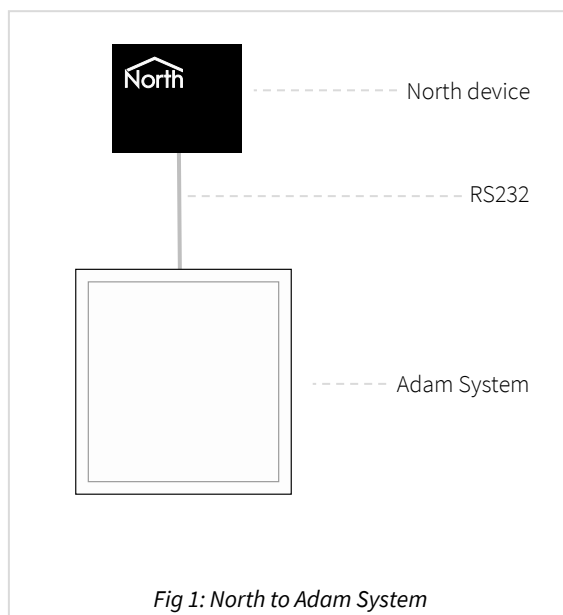 North
North device
RS232
Adam System
Fig 1: North to Adam System